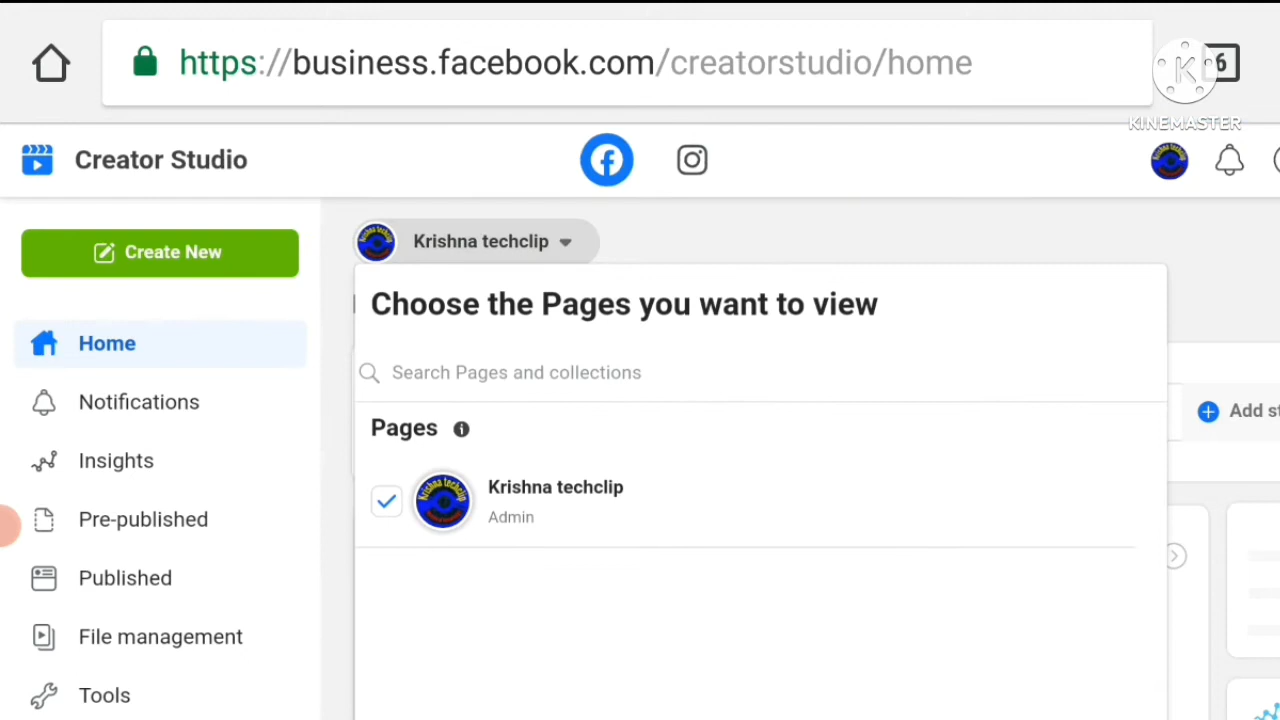 https://business.facebook.com/creatorstudio/home
6
KINEMASTER
Creator Studio
Create New
Krishna techclip
Choose the Pages you want to view
Search Pages and collections
Pages
Krishna techclip
Admin
Home
Notifications
Insights
Pre-published
Published
File management
Tools
Add st